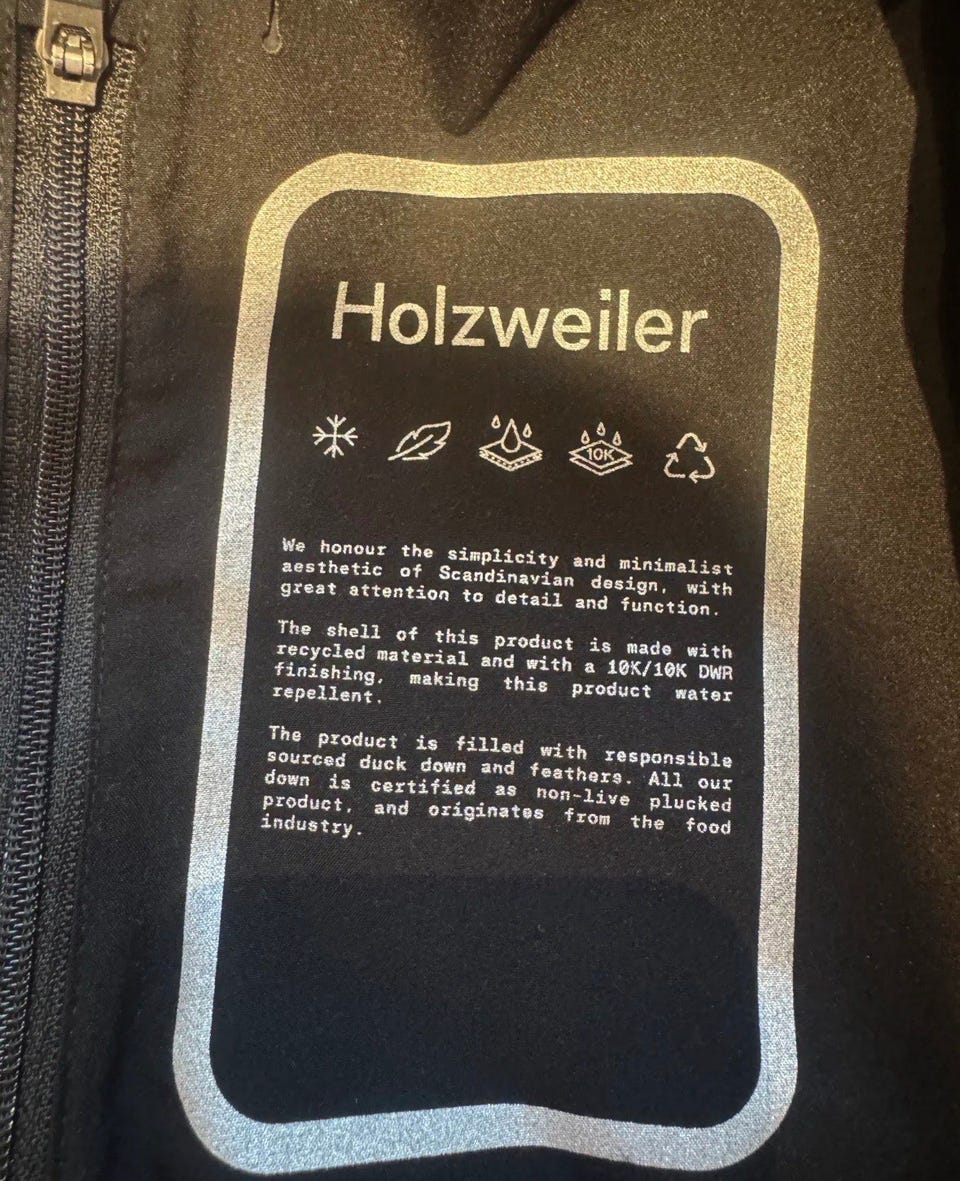 Holzweiler
10K
We honour the simplicity and minimalist
aesthetic of Scandinavian design, with
great attention to detail and function.
The shell of this product is made with
recycled material and with a 10K/10K DWR
finishing, making this product water
repellent.
The product is filled with responsible
sourced duck down and feathers. All our
down is certified as non-live plucked
product, and originates from the food
industry.